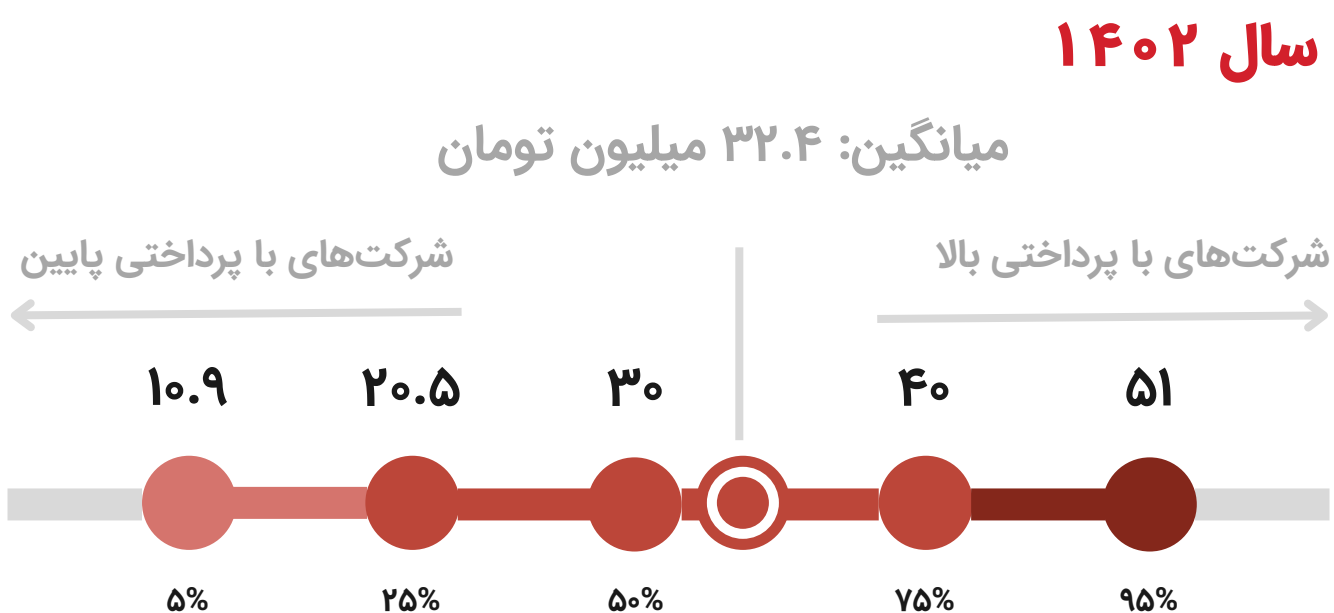 سال ۱۴۰۲
میانگین: ۳۲.۴ میلیون تومان
شرکت‌های با پرداختی بالا
شرکت‌های با پرداختی پایین
۱۰.۹ ۲۰.۵ ۳۰ ۴۰ ۵۱
۵% ۲۵% ۵۰% ۷۵% ۹۵%